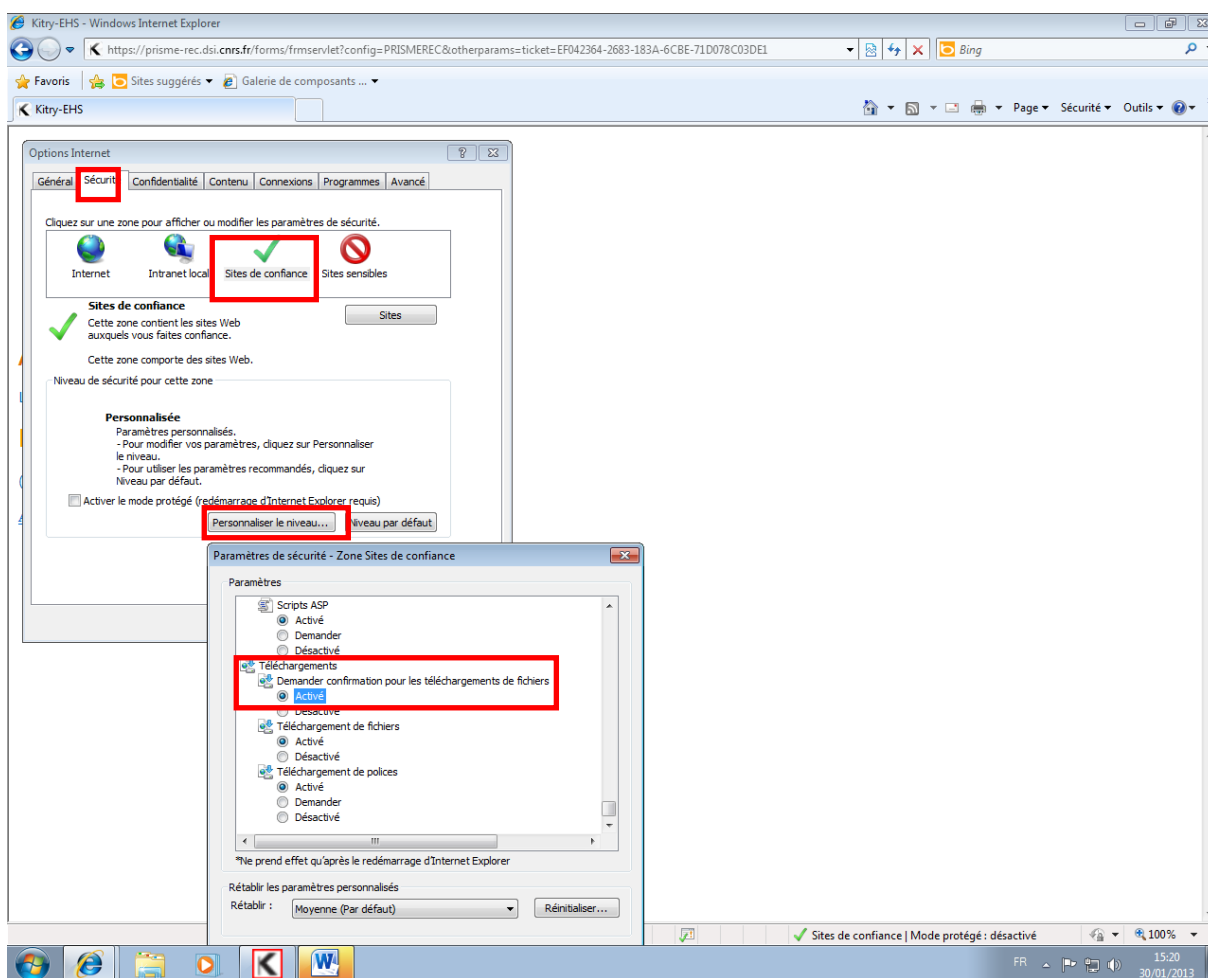 Kitry-EHS - Windows Internet Explorer
https://prisme-rec.dsi.cnrs.fr/forms/frmservlet?config=PRISMEREC&otherparams=ticket=EF042364-2683-183A-6CBE-71D078C03DE1
Bing
Favoris Sites suggérés Galerie de composants ...
Kitry-EHS
Page Sécurité Outils
Options Internet
Général Sécurit Confidentialité Contenu Connexions Programmes Avancé
Cliquez sur une zone pour afficher ou modifier les paramètres de sécurité.
Internet Intranet local Sites de confiance Sites sensibles
Sites de confiance
Sites
Cette zone contient les sites Web
auxquels vous faites confiance.
Cette zone comporte des sites Web.
Niveau de sécurité pour cette zone
Personnalisée
Paramètres personnalisés.
- Pour modifier vos paramètres, cliquez sur Personnaliser
le niveau.
- Pour utiliser les paramètres recommandés, cliquez sur
Niveau par défaut.
Activer le mode protégé (redémarrage d'Internet Explorer requis)
Personnaliser le niveau... Niveau par défaut
Paramètres de sécurité - Zone Sites de confiance
Paramètres
Scripts ASP
Activé
Demander
Désactivé
Téléchargements
Demander confirmation pour les téléchargements de fichiers
Activé
Désactivé
Téléchargement de fichiers
Activé
Désactivé
Téléchargement de polices
Activé
Demander
Désactivé
*Ne prend effet qu'après le redémarrage d'Internet Explorer
Rétablir les paramètres personnalisés
Rétablir : Moyenne (Par défaut) Réinitialiser...
Sites de confiance | Mode protégé : désactivé 100%
FR 15:20
30/01/2013